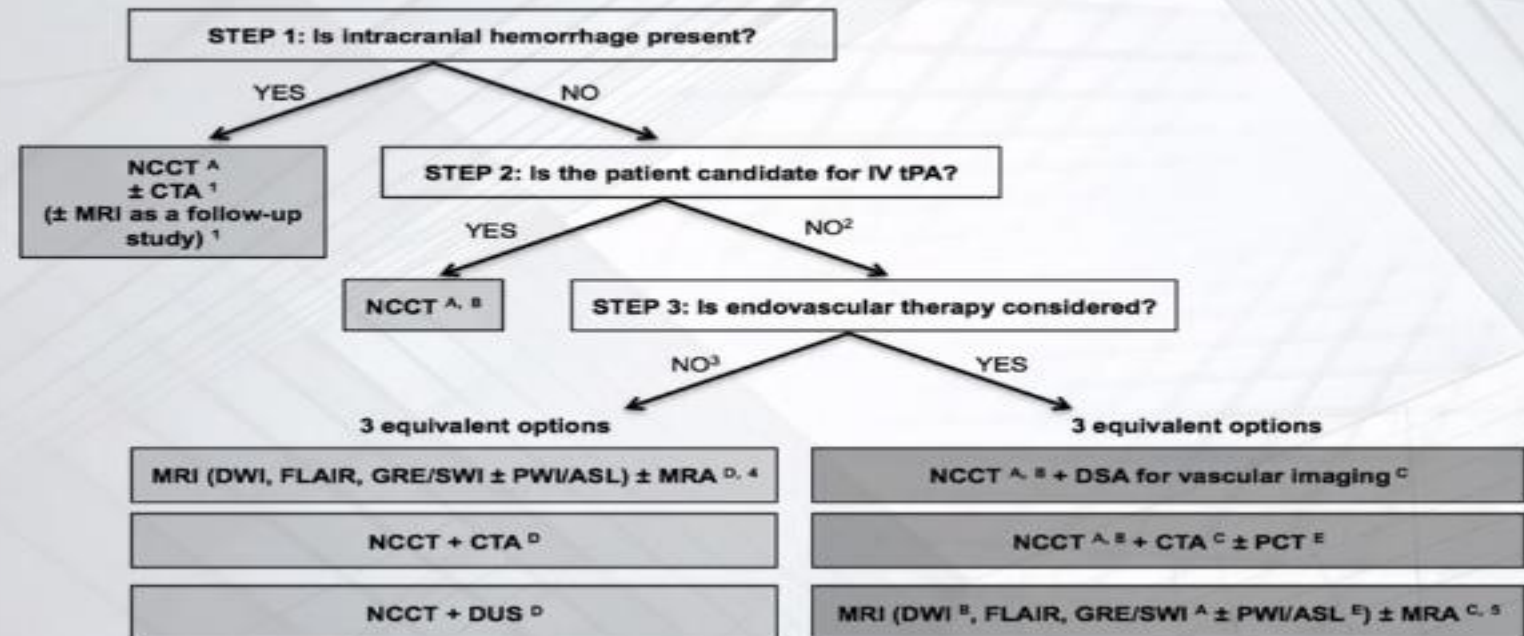 STEP 1: Is intracranial hemorrhage present?
YES
NO
NCCT A
± CTA 1
(± MRI as a follow-up
study) 1
STEP 2: Is the patient candidate for IV tPA?
YES
NO2
NCCT A, B
STEP 3: Is endovascular therapy considered?
NO3
YES
3 equivalent options
3 equivalent options
MRI (DWI, FLAIR, GRE/SWI ± PWI/ASL) ± MRA D, 4
NCCT A, B + DSA for vascular imaging C
NCCT + CTA D
NCCT A, B + CTA C ± PCT E
NCCT + DUS D
MRI (DWI B, FLAIR, GRE/SWI A ± PWI/ASL E) ± MRA C, 5